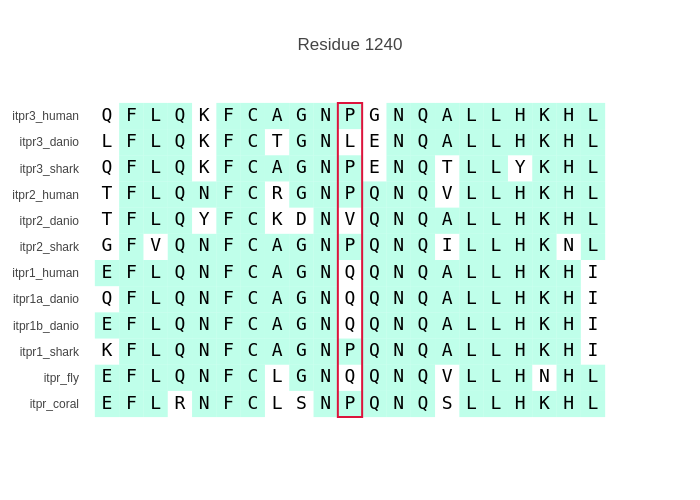 Residue 1240
itpr3_human Q F L Q K F C A G N P G N Q A L L H K H L
itpr3_danio L F L Q K F C T G N L E N Q A L L H K H L
itpr3_shark Q F L Q K F C A G N P E N Q T L L Y K H L
itpr2_human T F L Q N F C R G N P Q N Q V L L H K H L
itpr2_danio T F L Q Y F C K D N V Q N Q A L L H K H L
itpr2_shark G F V Q N F C A G N P Q N Q I L L H K N L
itpr1_human E F L Q N F C A G N Q Q N Q A L L H K H I
itpr1a_danio Q F L Q N F C A G N Q Q N Q A L L H K H I
itpr1b_danio E F L Q N F C A G N Q Q N Q A L L H K H I
itpr1_shark K F L Q N F C A G N P Q N Q A L L H K H I
itpr_fly E F L Q N F C L G N Q Q N Q V L L H N H L
itpr_coral E F L R N F C L S N P Q N Q S L L H K H L